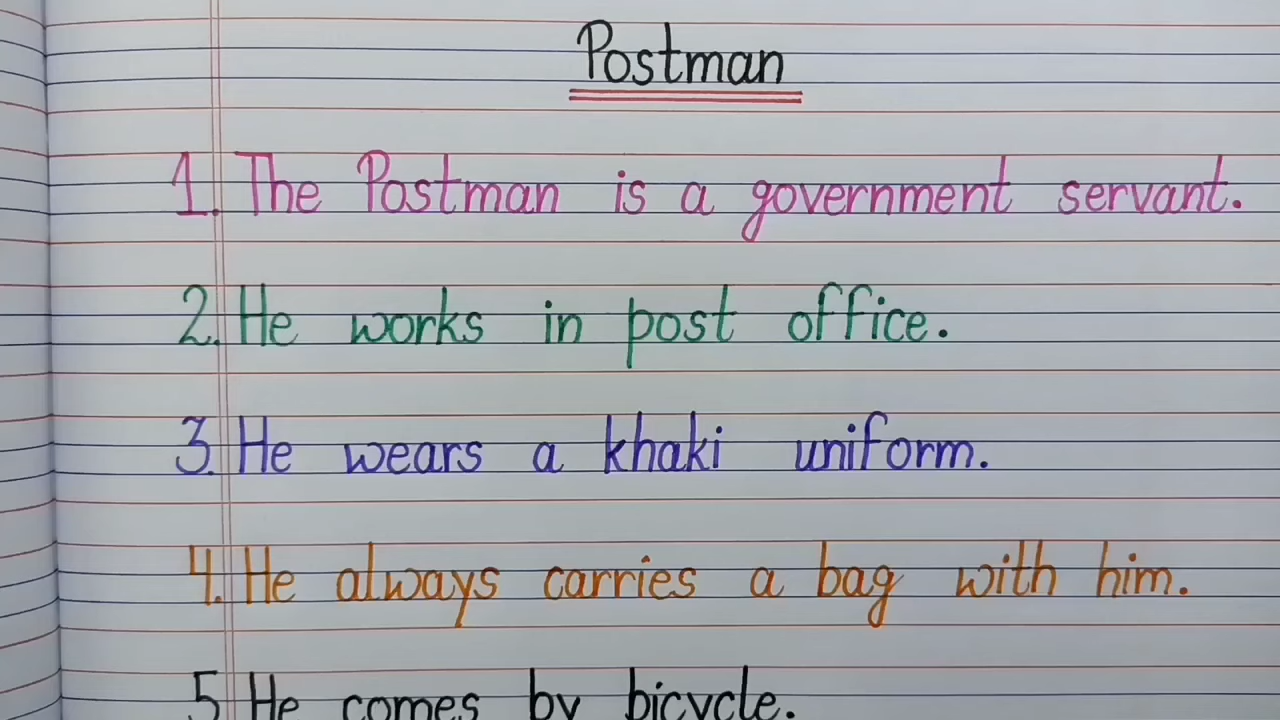 Postman
1. The Postman is a government servant.
2. He works in post office.
3. He wears a khaki uniform.
4. He always carries a bag with him.
5. He comes by bicycle.